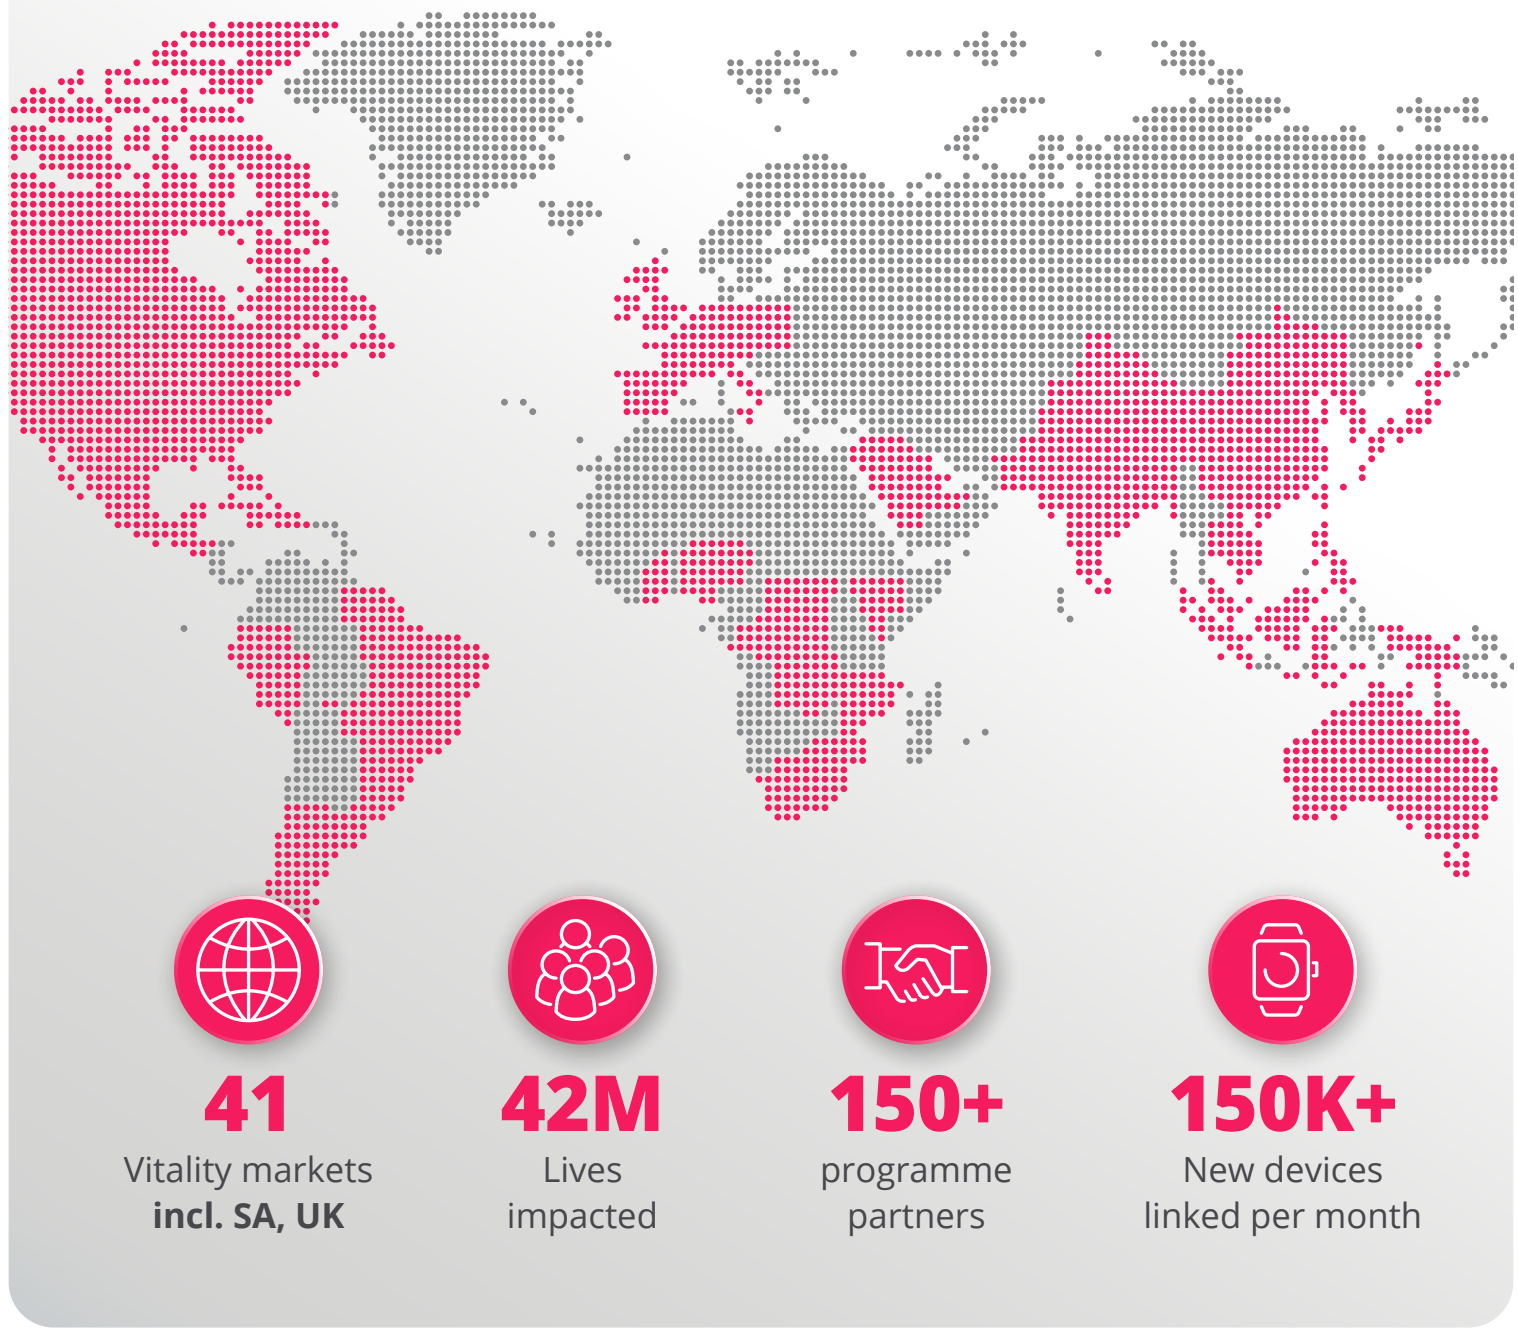 41
Vitality markets
incl. SA, UK
42M
Lives
impacted
150+
programme
partners
150K+
New devices
linked per month